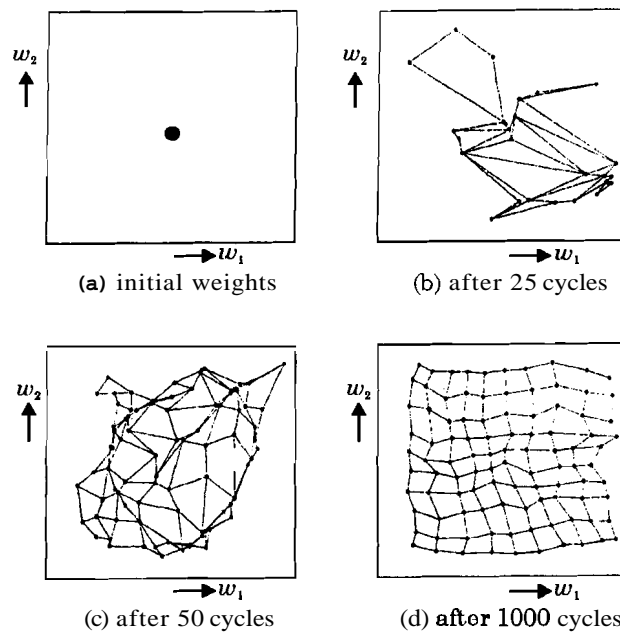 w₂
w₁
(a) initial weights
w₂
w₁
(b) after 25 cycles
w₂
w₁
(c) after 50 cycles
w₂
w₁
(d) after 1000 cycles